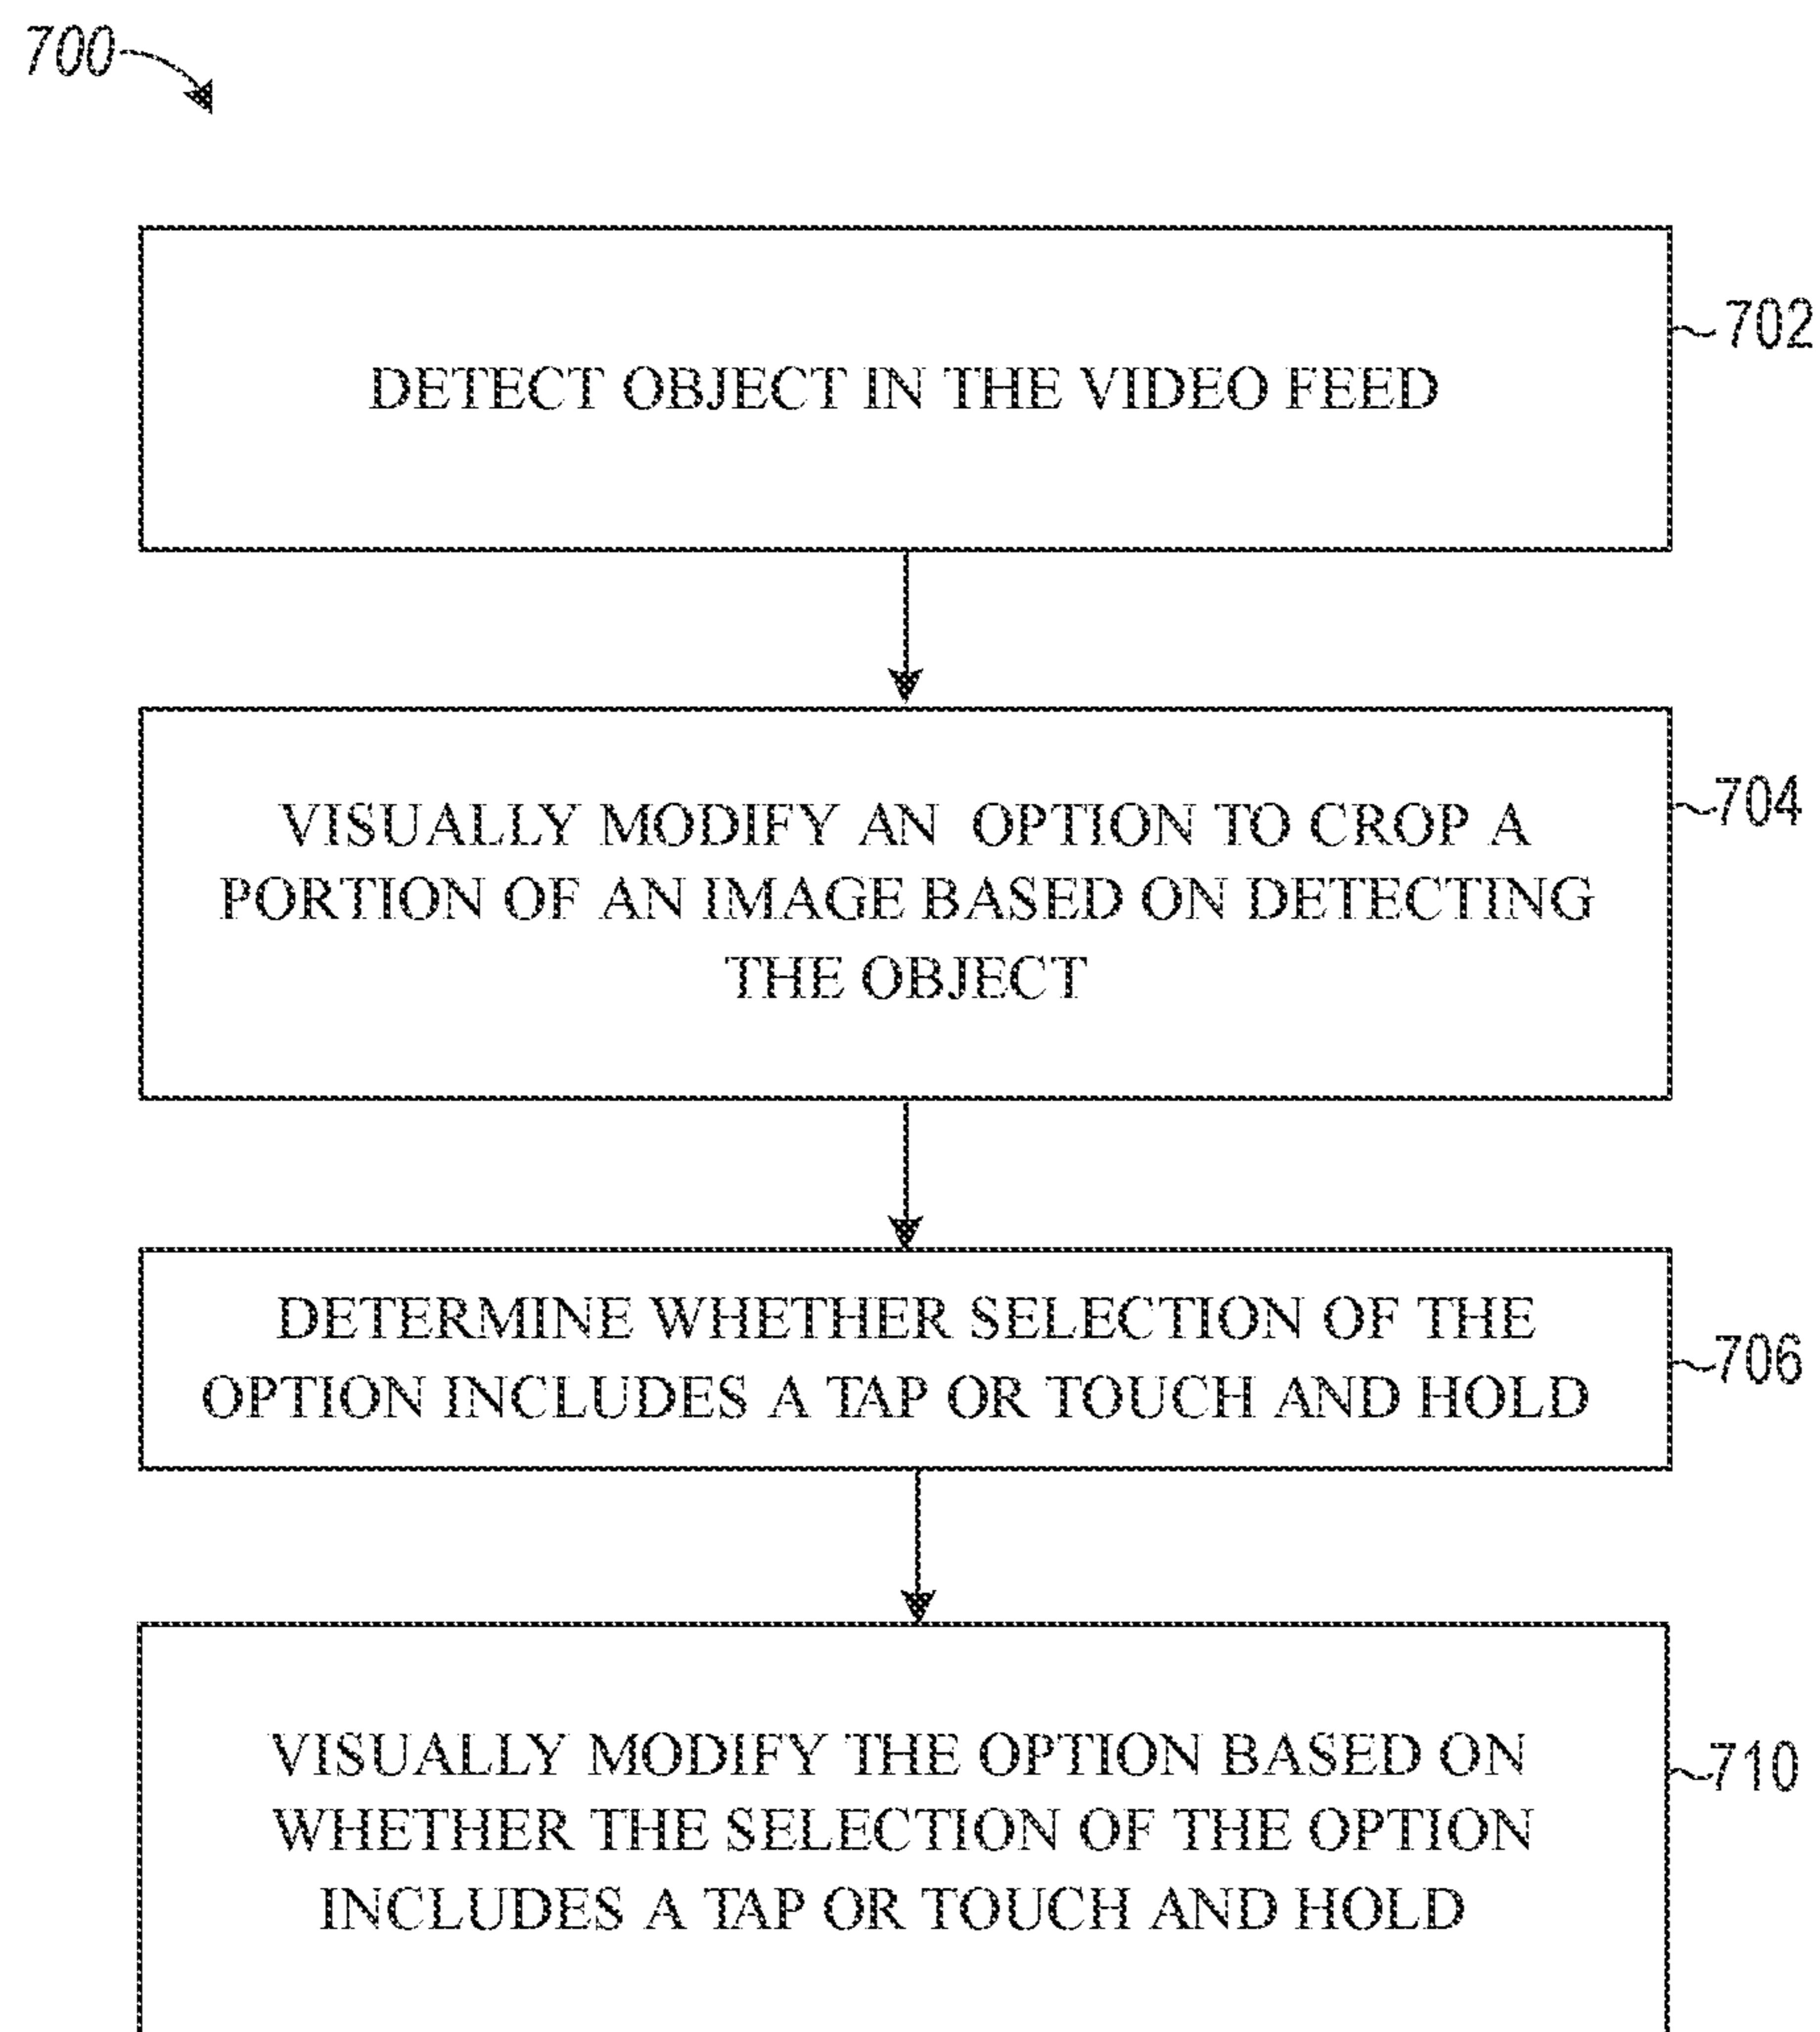 700
DETECT OBJECT IN THE VIDEO FEED
702
VISUALLY MODIFY AN OPTION TO CROP A
PORTION OF AN IMAGE BASED ON DETECTING
THE OBJECT
704
DETERMINE WHETHER SELECTION OF THE
OPTION INCLUDES A TAP OR TOUCH AND HOLD
706
VISUALLY MODIFY THE OPTION BASED ON
WHETHER THE SELECTION OF THE OPTION
INCLUDES A TAP OR TOUCH AND HOLD
710